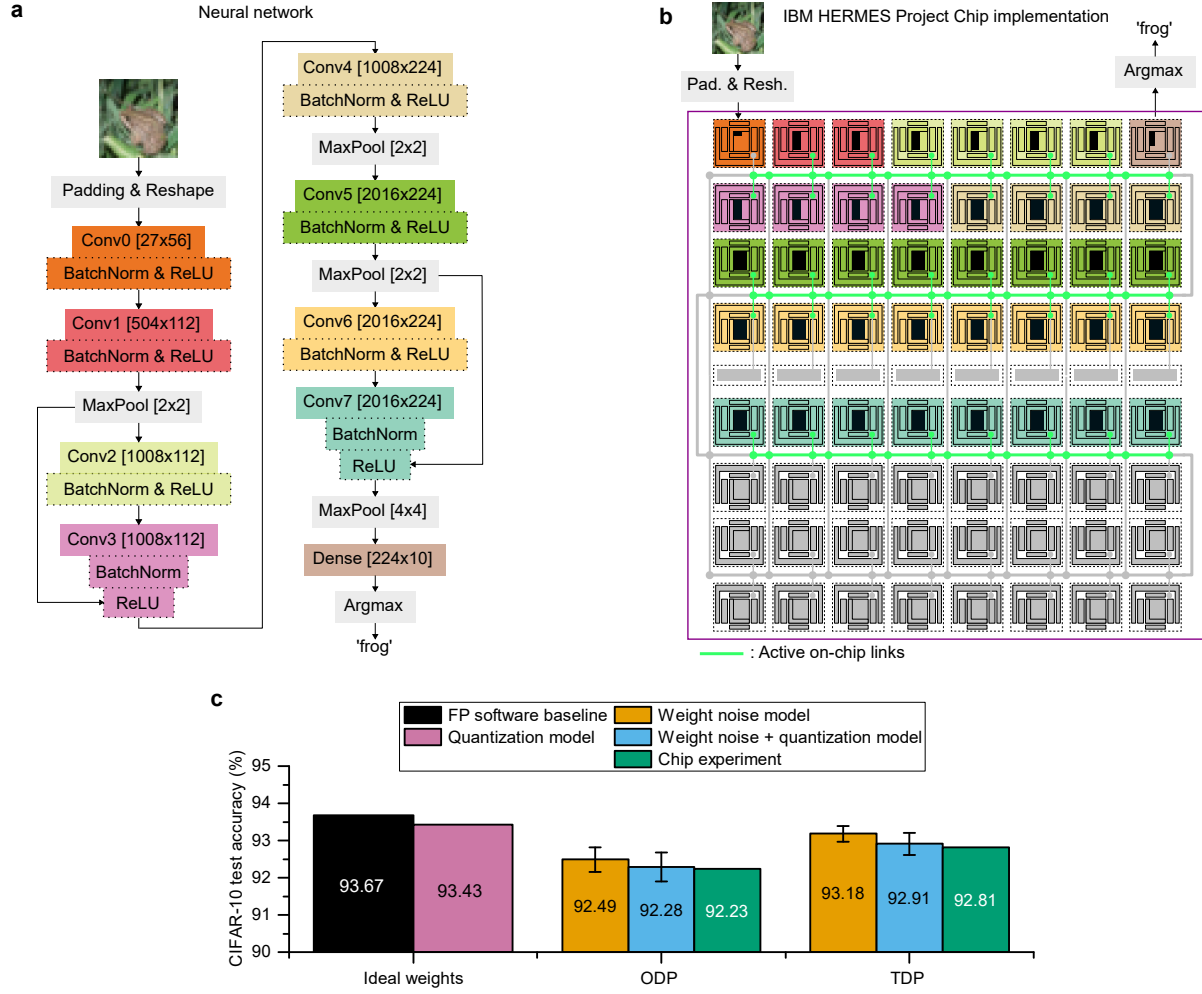 a
Neural network
Padding & Reshape
Conv0 [27x56]
BatchNorm & ReLU
Conv1 [504x112]
BatchNorm & ReLU
MaxPool [2x2]
Conv2 [1008x112]
BatchNorm & ReLU
Conv3 [1008x112]
BatchNorm
ReLU
Conv4 [1008x224]
BatchNorm & ReLU
MaxPool [2x2]
Conv5 [2016x224]
BatchNorm & ReLU
MaxPool [2x2]
Conv6 [2016x224]
BatchNorm & ReLU
Conv7 [2016x224]
BatchNorm
ReLU
MaxPool [4x4]
Dense [224x10]
Argmax
'frog'
b
IBM HERMES Project Chip implementation
Pad. & Resh.
'frog'
Argmax
: Active on-chip links
c
FP software baseline
Quantization model
Weight noise model
Weight noise + quantization model
Chip experiment
CIFAR-10 test accuracy (%)
95
94
93
92
91
90
93.67
93.43
92.49
92.28
92.23
93.18
92.91
92.81
Ideal weights
ODP
TDP